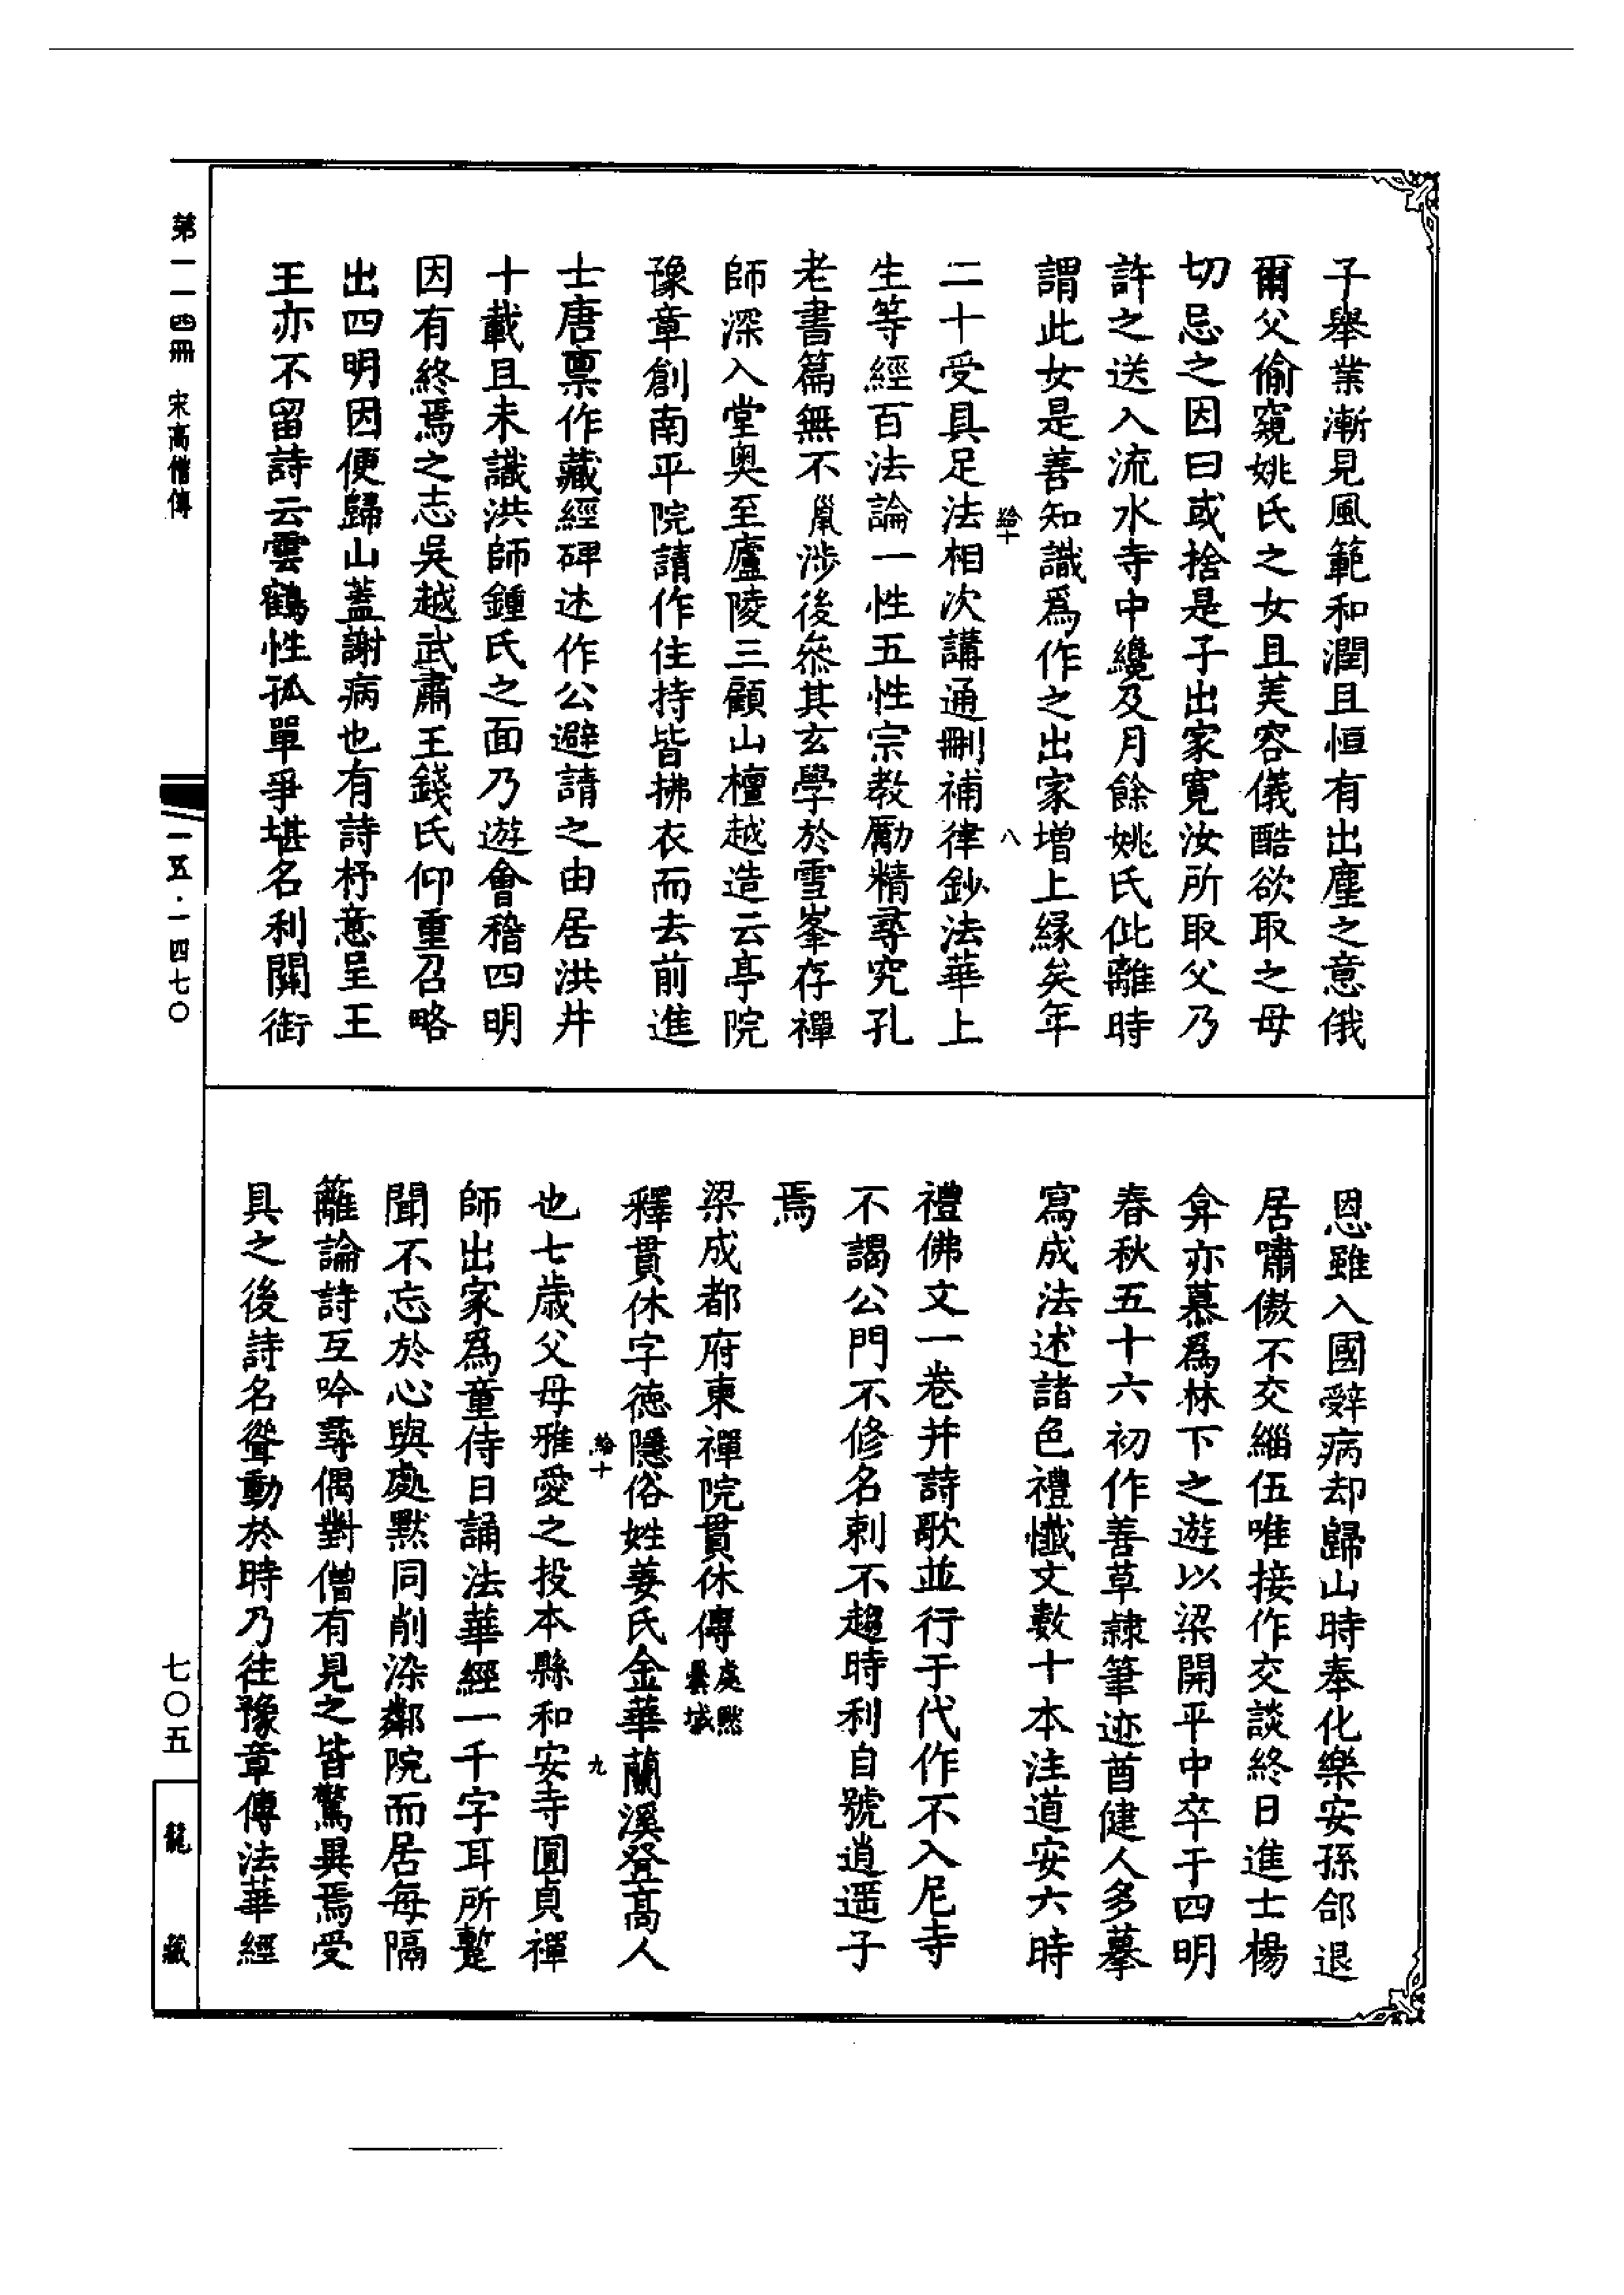 子舉業漸見風範和潤且恒有出塵之意俄
爾父偷窺姚氏之女且美容儀酷欲取之母
切忌之因曰或捨是子出家寬汝所取父乃
許之送入流水寺中纔及月餘姚氏仳離時
謂此女是善知識爲作之出家增上緣矣年
給十 八
二十受具足法相次講通刪補律鈔法華上
生等經百法論一性五性宗教勵精尋究孔
老書篇無不𣴎涉後叅其玄學於雪峯存禪
師深入堂奥至廬陵三顧山檀越造云亭院
豫章創南平院請作住持皆拂衣而去前進
士唐稟作藏經碑述作公避請之由居洪井
十載且未識洪師鍾氏之面乃遊會稽四明
因有終焉之志吳越武肅王錢氏仰重召略
出四明因便歸山蓋謝病也有詩杼意呈王
王亦不留詩云雲鶴性孤單爭堪名利關銜
恩雖入國辭病却歸山時奉化樂安孫郃退
居嘯傲不交緇伍唯接作交談終日進士楊
弇亦慕爲林下之遊以梁開平中卒于四明
春秋五十六初作善草隸筆迹酋健人多摹
寫成法述諸色禮懺文數十本注道安六時
禮佛文一卷并詩歌並行于代作不入尼寺
不謁公門不修名刺不趨時利自號逍遥子
焉
梁成都府東禪院貫休傳處默曇域
釋貫休字德隱俗姓姜氏金華蘭溪登高人
給十 九
也七歲父母雅愛之投本縣和安寺圓貞禪
師出家爲童侍日誦法華經一千字耳所蹔
聞不忘於心與處默同削染鄰院而居每隔
籬論詩互吟尋偶對僧有見之皆驚異焉受
具之後詩名聳動於時乃往豫章傳法華經
第一一四冊 宋高僧傳
一五·一四七〇
七〇五
龍藏